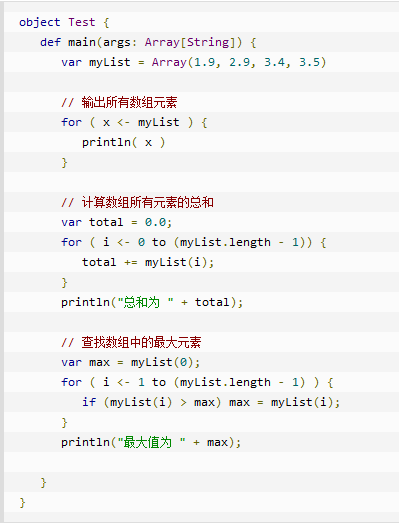 object Test {
   def main(args: Array[String]) {
      var myList = Array(1.9, 2.9, 3.4, 3.5)
      // 输出所有数组元素
      for ( x <- myList ) {
         println( x )
      }
      // 计算数组所有元素的总和
      var total = 0.0;
      for ( i <- 0 to (myList.length - 1)) {
         total += myList(i);
      }
      println("总和为 " + total);
      // 查找数组中的最大元素
      var max = myList(0);
      for ( i <- 1 to (myList.length - 1) ) {
         if (myList(i) > max) max = myList(i);
      }
      println("最大值为 " + max);
   }
}